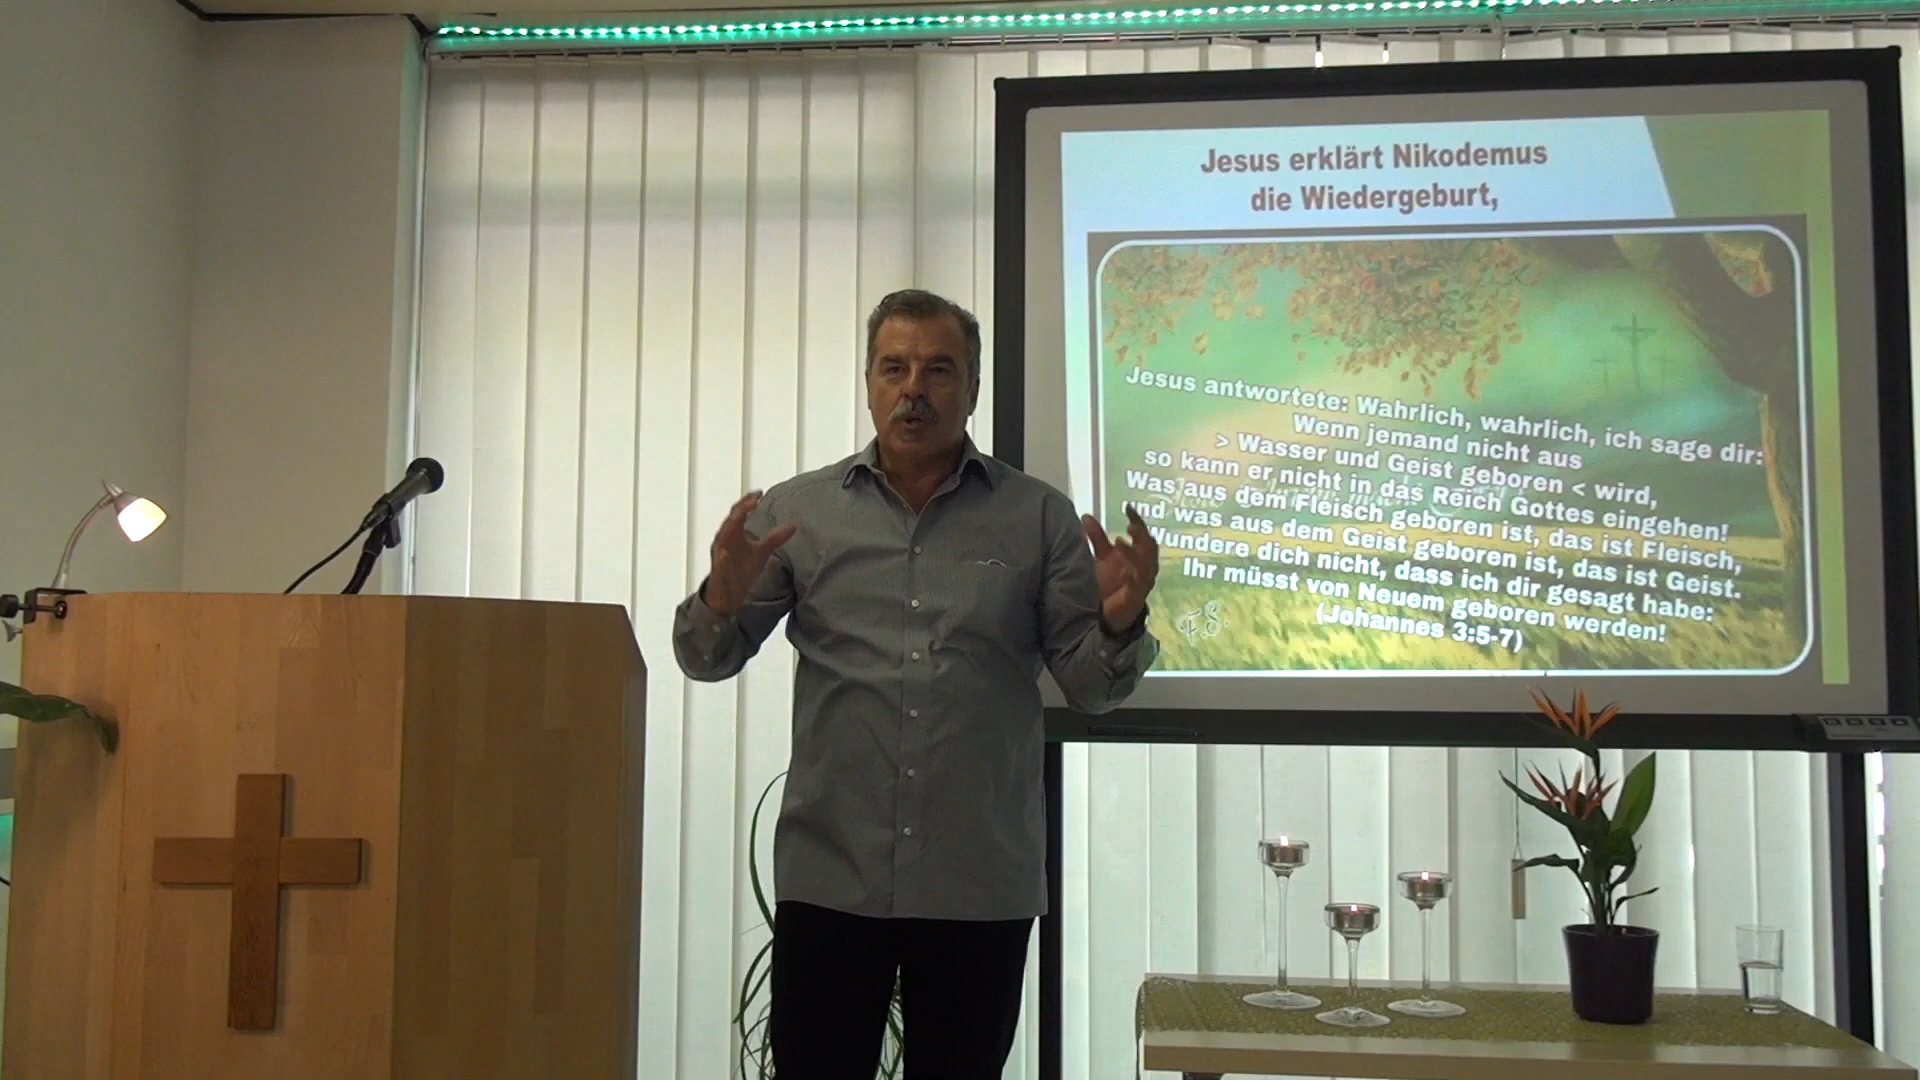 Jesus erklärt Nikodemus
die Wiedergeburt,
Jesus antwortete: Wahrlich, wahrlich, ich sage dir:
Wenn jemand nicht aus
> Wasser und Geist geboren < wird,
so kann er nicht in das Reich Gottes eingehen!
Was aus dem Fleisch geboren ist, das ist Fleisch,
und was aus dem Geist geboren ist, das ist Geist.
Wundere dich nicht, dass ich dir gesagt habe:
Ihr müsst von Neuem geboren werden!
(Johannes 3:5-7)
F.S.